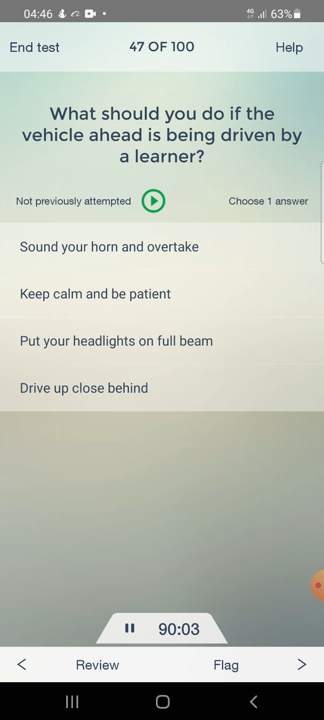 04:46
4G
63%
End test
47 OF 100
Help
What should you do if the
vehicle ahead is being driven by
a learner?
Not previously attempted
Choose 1 answer
Sound your horn and overtake
Keep calm and be patient
Put your headlights on full beam
Drive up close behind
90:03
Review
Flag